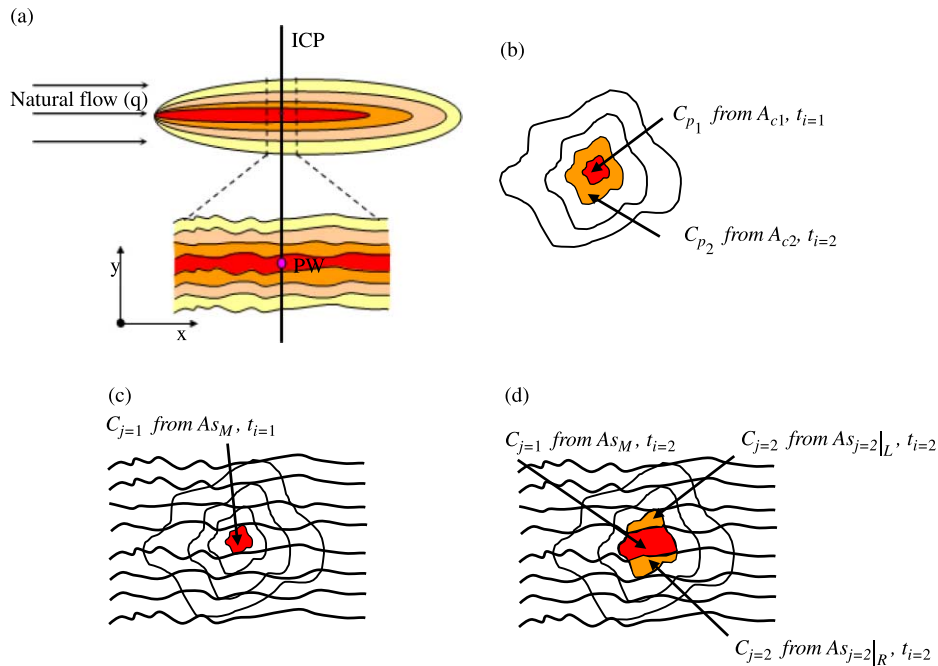 (a)
ICP
Natural flow (q)
PW
y
x
(b)
C_{p_1} from A_{c1}, t_{i=1}
C_{p_2} from A_{c2}, t_{i=2}
(c)
C_{j=1} from As_M, t_{i=1}
(d)
C_{j=1} from As_M, t_{i=2}
C_{j=2} from As_{j=2}|_L, t_{i=2}
C_{j=2} from As_{j=2}|_R, t_{i=2}